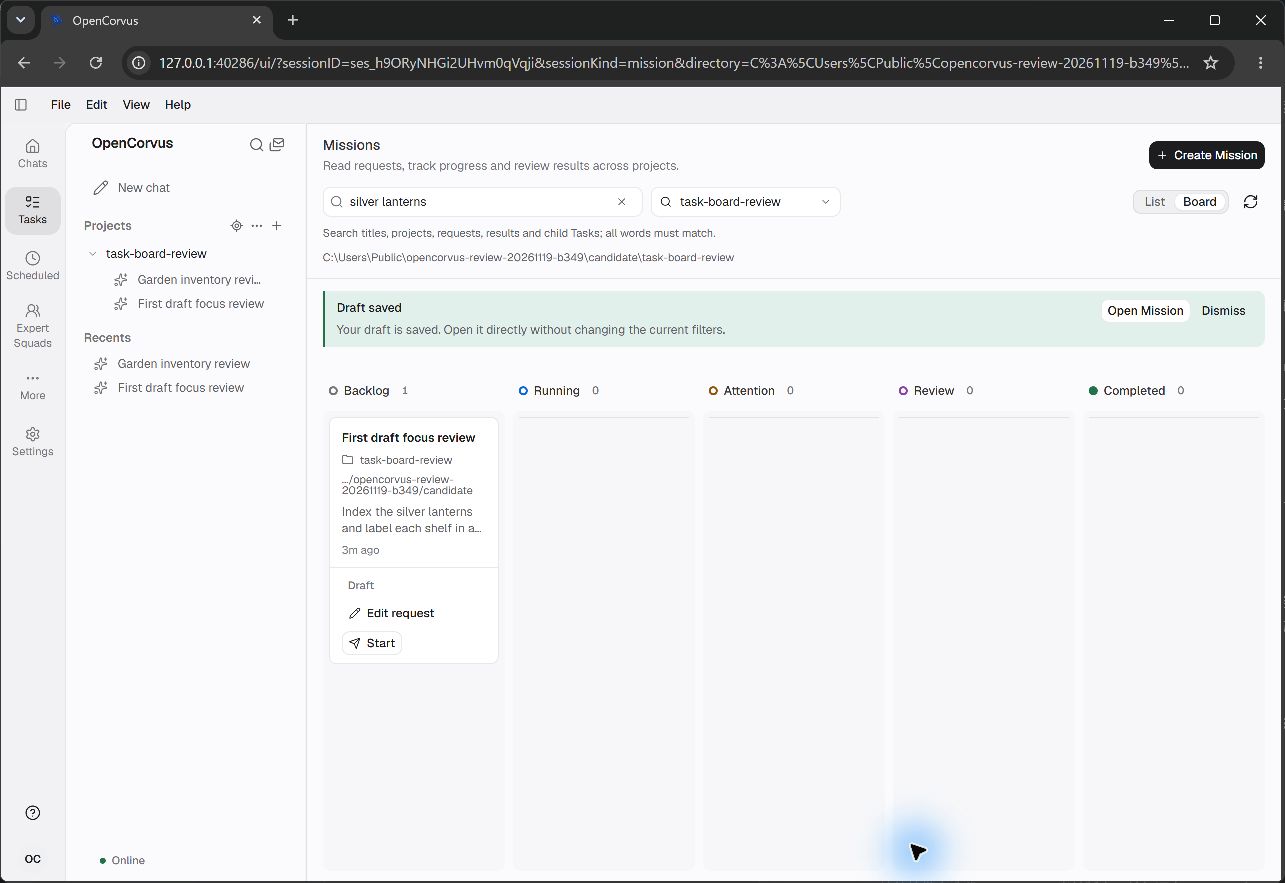 OpenCorvus
127.0.0.1:40286/ui/?sessionID=ses_h9ORyNHGi2UHvm0qVqji&sessionKind=mission&directory=C%3A%5CUsers%5CPublic%5Copencorvus-review-20261119-b349%5...
File Edit View Help
Chats
Tasks
Scheduled
Expert
Squads
More
Settings
OC
OpenCorvus
New chat
Projects
task-board-review
Garden inventory revi...
First draft focus review
Recents
Garden inventory review
First draft focus review
Online
Missions
Read requests, track progress and review results across projects.
Create Mission
silver lanterns
task-board-review
List Board
Search titles, projects, requests, results and child Tasks; all words must match.
C:\Users\Public\opencorvus-review-20261119-b349\candidate\task-board-review
Draft saved
Your draft is saved. Open it directly without changing the current filters.
Open Mission Dismiss
Backlog 1
Running 0
Attention 0
Review 0
Completed 0
First draft focus review
task-board-review
.../opencorvus-review-
20261119-b349/candidate
Index the silver lanterns
and label each shelf in a...
3m ago
Draft
Edit request
Start